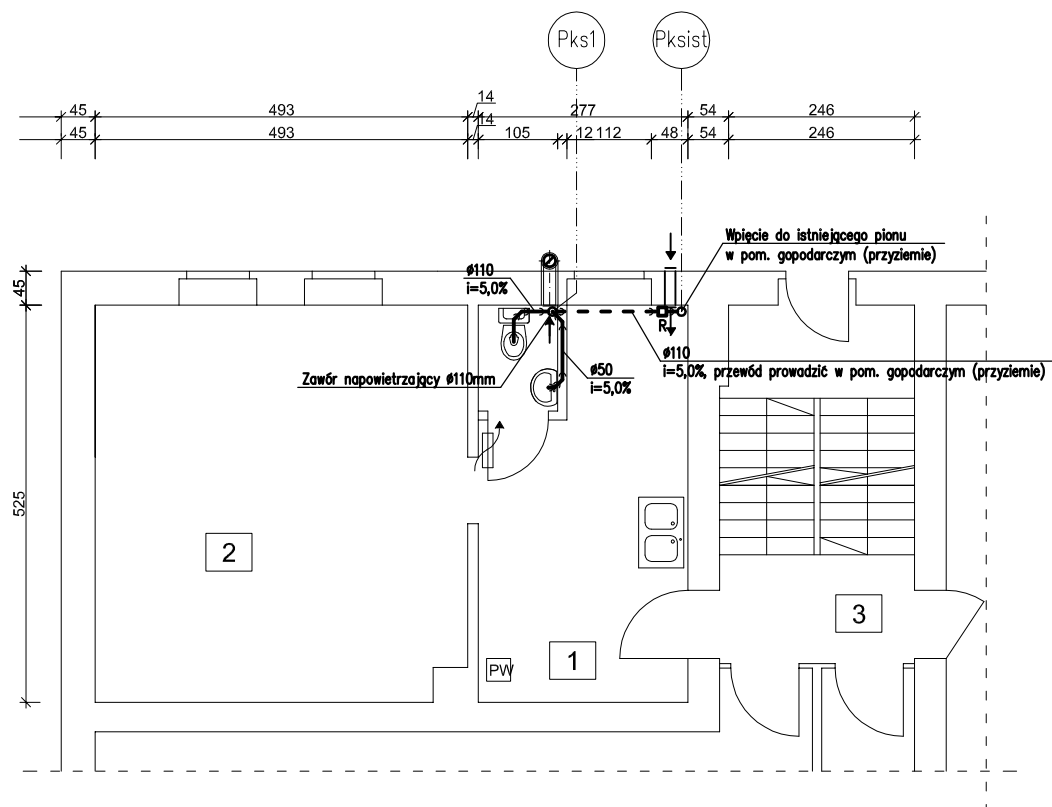 Pks1
Pksist
45
493
14
277
54
246
45
493
14
105
12
112
48
54
246
Wpięcie do istniejącego pionu
w pom. gopodarczym (przyziemie)
45
ø110
i=5,0%
R
ø110
i=5,0%, przewód prowadzić w pom. gopodarczym (przyziemie)
Zawór napowietrzający ø110mm
ø50
i=5,0%
525
2
3
1
PW